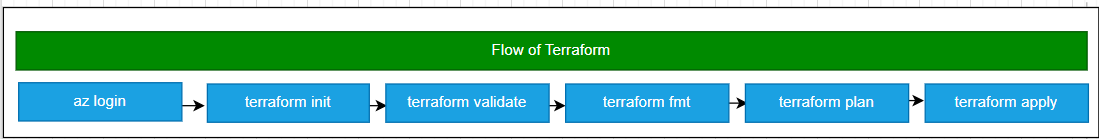 Flow of Terraform
az login
terraform init
terraform validate
terraform fmt
terraform plan
terraform apply